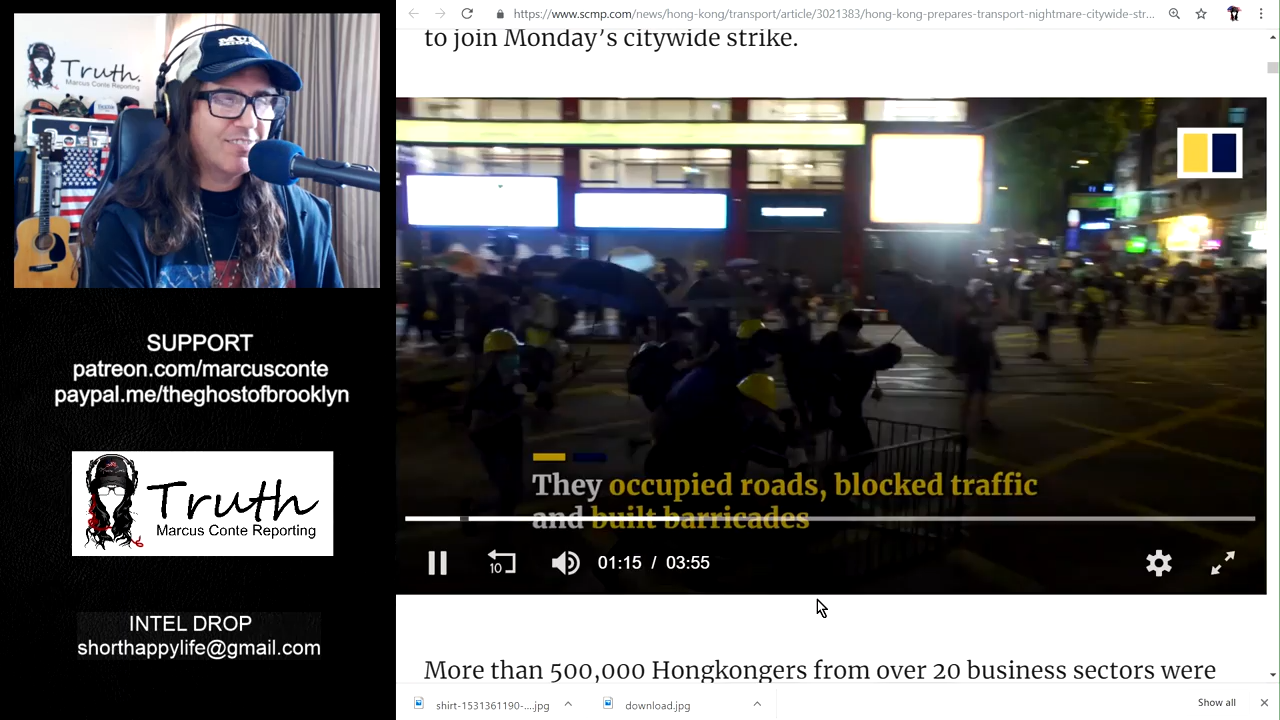 Truth.
Marcus Conte Reporting
SUPPORT
patreon.com/marcusconte
paypal.me/theghostofbrooklyn
Truth
Marcus Conte Reporting
INTEL DROP
shorthappylife@gmail.com
https://www.scmp.com/news/hong-kong/transport/article/3021383/hong-kong-prepares-transport-nightmare-citywide-str...
to join Monday’s citywide strike.
They occupied roads, blocked traffic
and built barricades
10
01:15 / 03:55
More than 500,000 Hongkongers from over 20 business sectors were
shirt-1531361190-....jpg
download.jpg
Show all